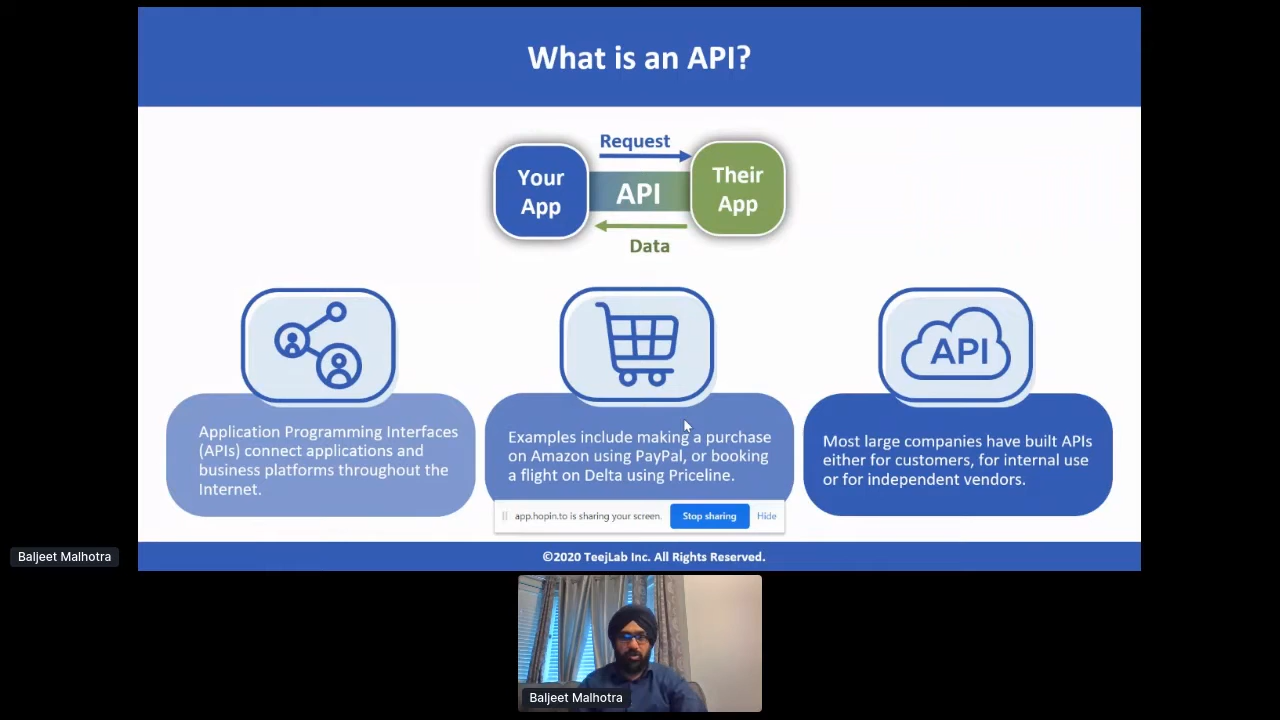 What is an API?
Request
Your
App
API
Their
App
Data
Application Programming Interfaces
(APIs) connect applications and
business platforms throughout the
Internet.
Examples include making a purchase
on Amazon using PayPal, or booking
a flight on Delta using Priceline.
API
Most large companies have built APIs
either for customers, for internal use
or for independent vendors.
app.hopin.to is sharing your screen.
Stop sharing
Hide
©2020 TeejLab Inc. All Rights Reserved.
Baljeet Malhotra
Baljeet Malhotra